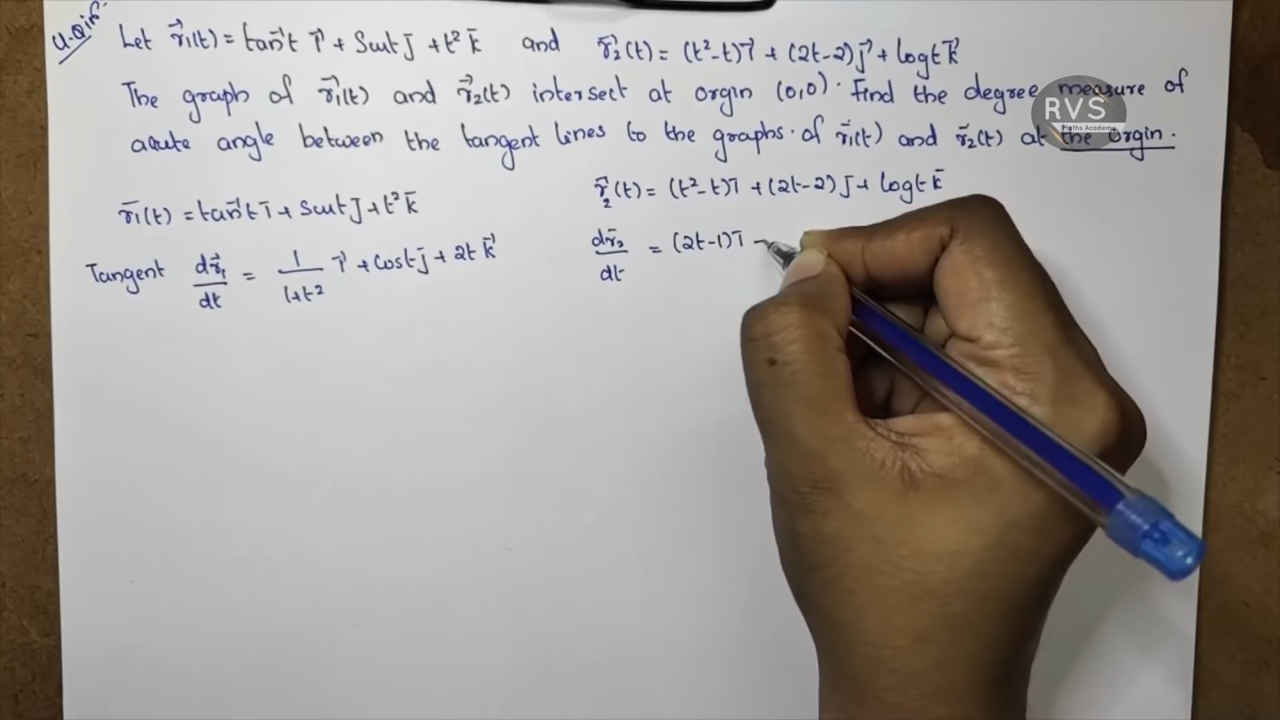 U.Qin.
Let r⃗1(t) = tan⁻¹t i⃗ + Sint j̄ + t² k̄ and r⃗2(t) = (t²-t) i⃗ + (2t-2) j⃗ + logt k⃗
The graph of r⃗1(t) and r⃗2(t) intersect at orgin (0,0). Find the degree measure of
acute angle between the tangent lines to the graphs. of r⃗1(t) and r⃗2(t) at the orgin.
RVS
Maths Academy
r̄1(t) = tan⁻¹t ī + Sint j̄ + t² k̄
r⃗2(t) = (t²-t) ī + (2t-2) j̄ + logt k̄
Tangent dr⃗1/dt = 1/(1+t²) i⃗ + Cost j̄ + 2t k⃗
dr̄2/dt = (2t-1) ī -